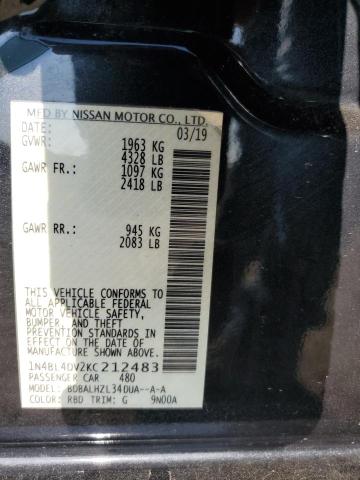 MFD BY NISSAN MOTOR CO., LTD.
DATE: 03/19
GVWR: 1963 KG
4328 LB
GAWR FR.: 1097 KG
2418 LB
GAWR RR.: 945 KG
2083 LB
THIS VEHICLE CONFORMS TO
ALL APPLICABLE FEDERAL
MOTOR VEHICLE SAFETY,
BUMPER, AND THEFT
PREVENTION STANDARDS
IN EFFECT ON THE DATE OF
MANUFACTURE SHOWN ABOVE.
1N4BL4DV2KC212483
PASSENGER CAR 480
MODEL: BDBALHZL34DUA--A-A
COLOR: RBD TRIM: G 9N00A